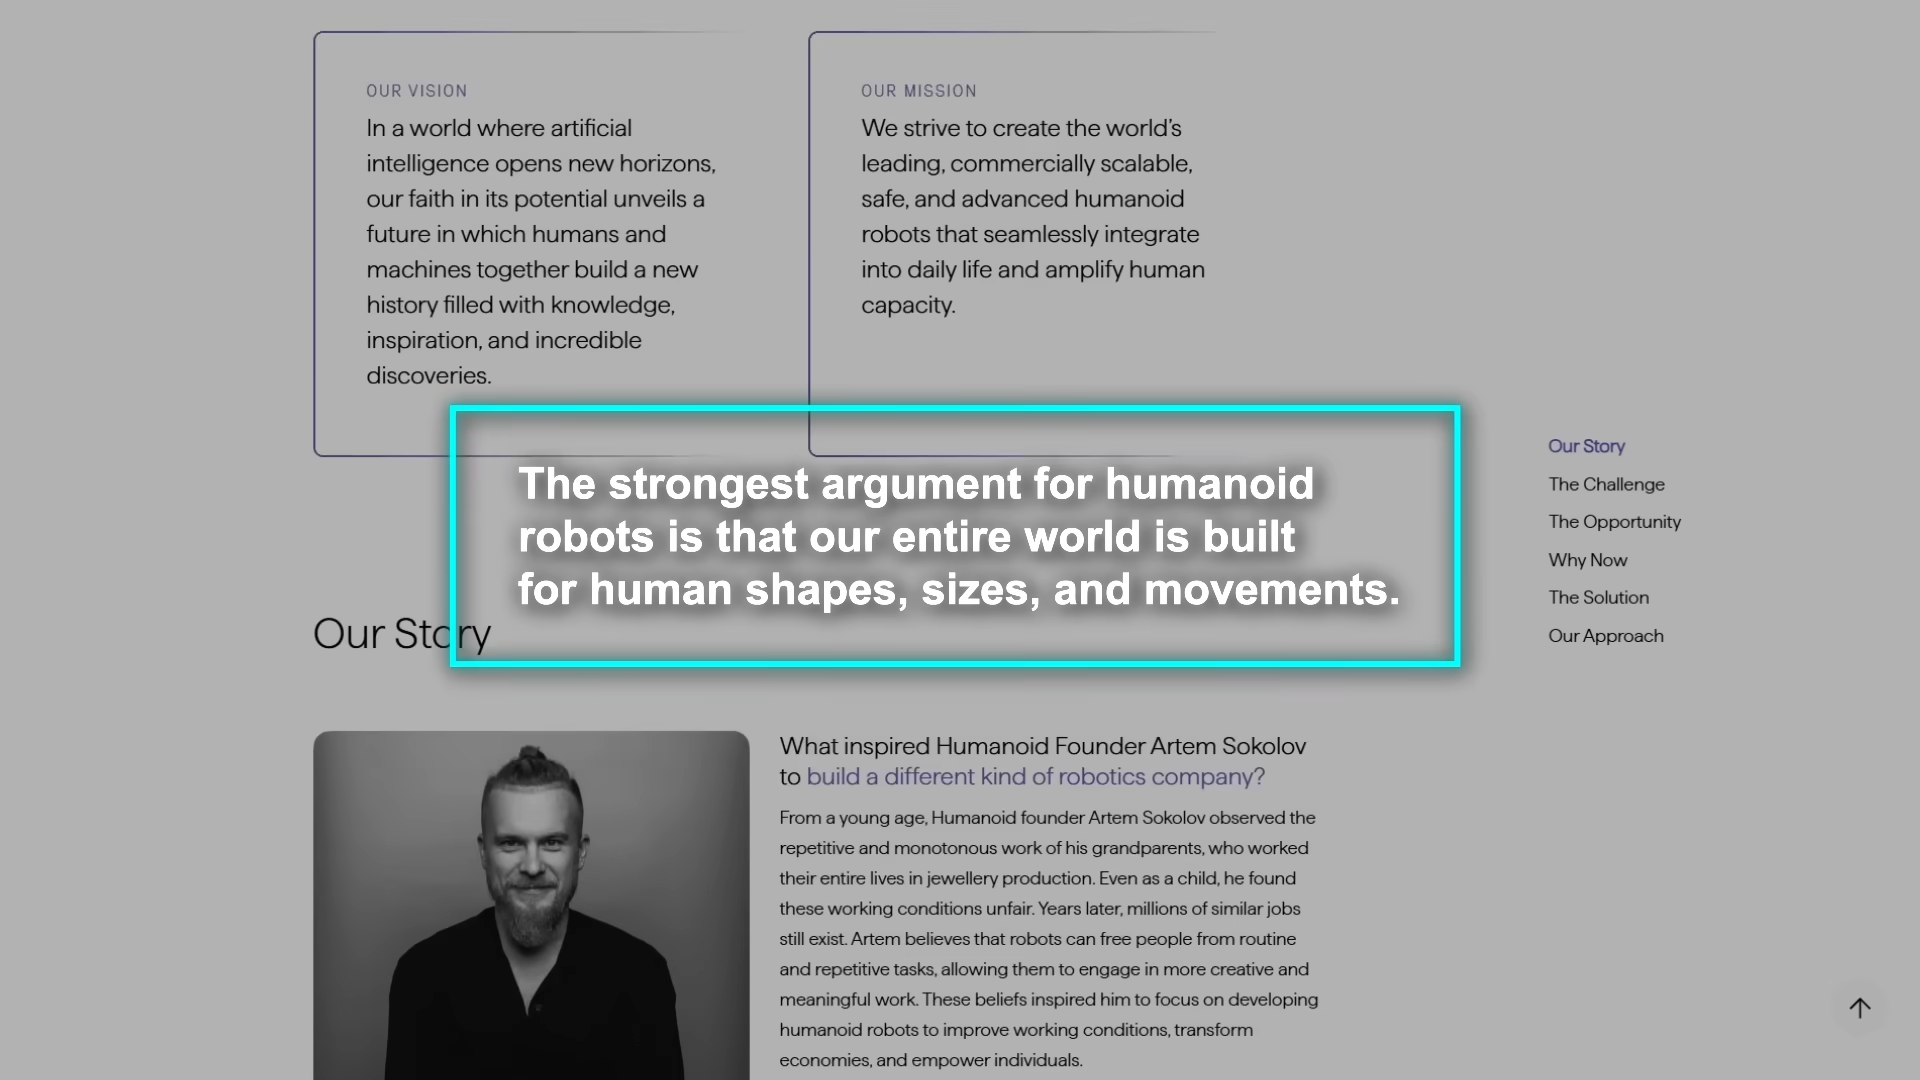 OUR VISION
In a world where artificial
intelligence opens new horizons,
our faith in its potential unveils a
future in which humans and
machines together build a new
history filled with knowledge,
inspiration, and incredible
discoveries.
OUR MISSION
We strive to create the world’s
leading, commercially scalable,
safe, and advanced humanoid
robots that seamlessly integrate
into daily life and amplify human
capacity.
The strongest argument for humanoid
robots is that our entire world is built
for human shapes, sizes, and movements.
Our Story
The Challenge
The Opportunity
Why Now
The Solution
Our Approach
Our Story
What inspired Humanoid Founder Artem Sokolov
to build a different kind of robotics company?
From a young age, Humanoid founder Artem Sokolov observed the
repetitive and monotonous work of his grandparents, who worked
their entire lives in jewellery production. Even as a child, he found
these working conditions unfair. Years later, millions of similar jobs
still exist. Artem believes that robots can free people from routine
and repetitive tasks, allowing them to engage in more creative and
meaningful work. These beliefs inspired him to focus on developing
humanoid robots to improve working conditions, transform
economies, and empower individuals.